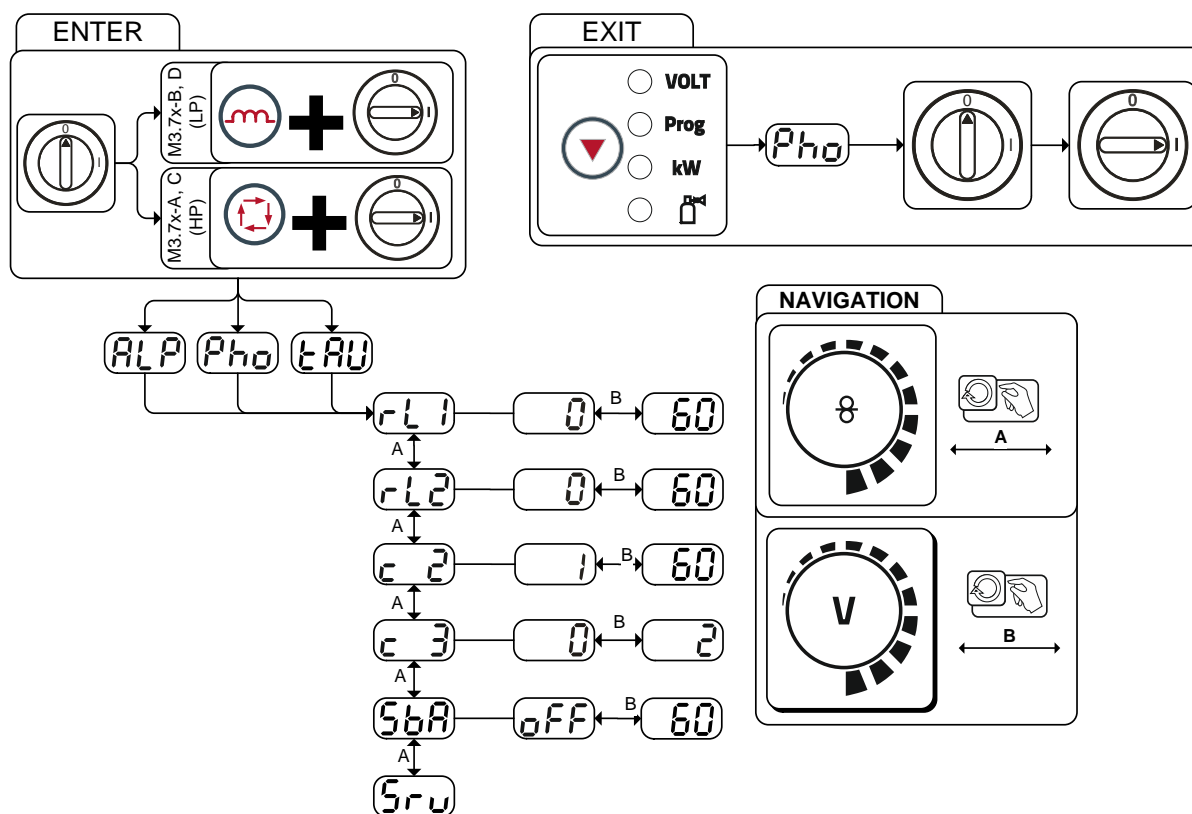 ENTER
M3.7x-B, D
(LP)
0
I
0
I
M3.7x-A, C
(HP)
0
I
EXIT
VOLT
Prog
kW
Pho
0
I
0
I
ALP
Pho
tAU
NAVIGATION
A
V
B
rL1
0
B
60
A
rL2
0
B
60
A
c 2
1
B
60
A
c 3
0
B
2
A
SbA
oFF
B
60
A
Srv